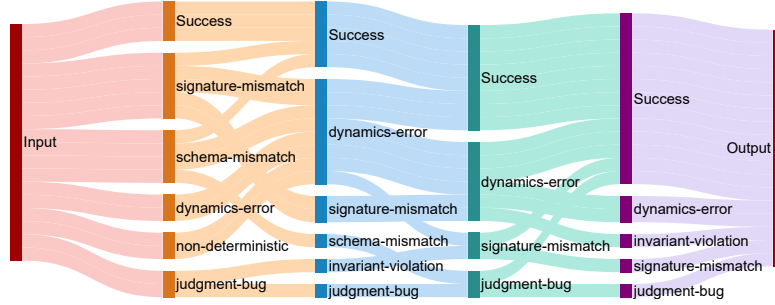 Input
Success
signature-mismatch
schema-mismatch
dynamics-error
non-deterministic
judgment-bug
Success
dynamics-error
signature-mismatch
schema-mismatch
invariant-violation
judgment-bug
Success
dynamics-error
signature-mismatch
judgment-bug
Success
dynamics-error
invariant-violation
signature-mismatch
judgment-bug
Output